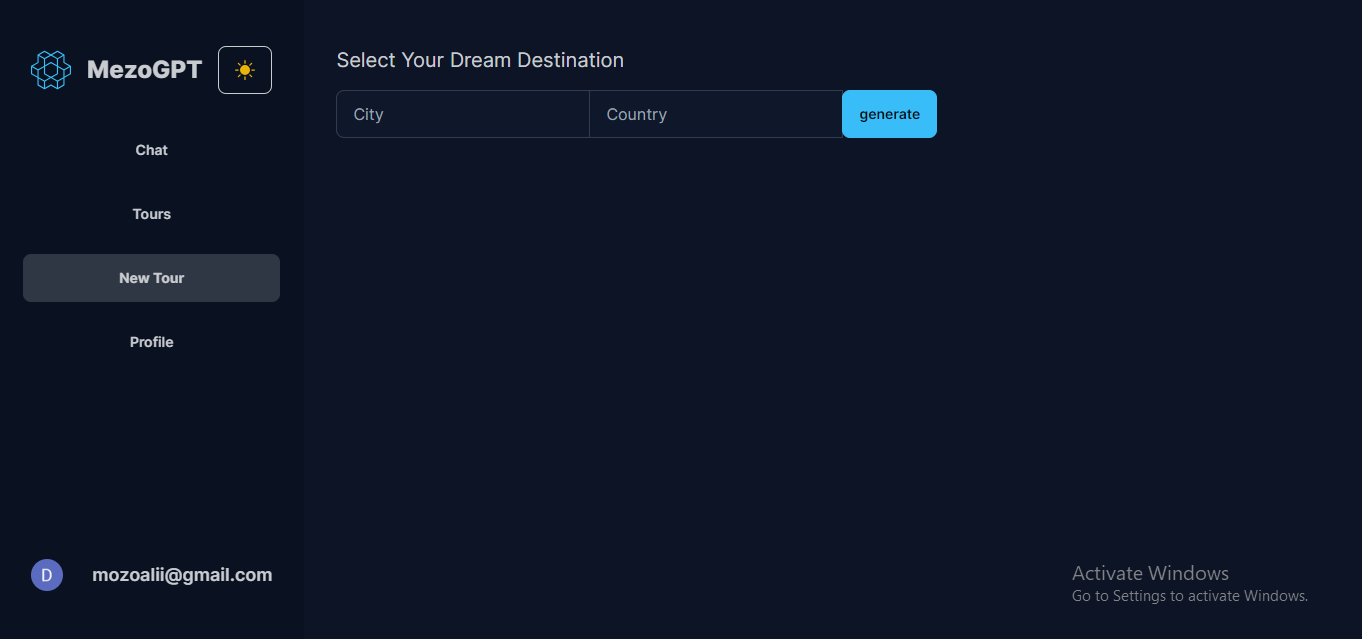 MezoGPT
Chat
Tours
New Tour
Profile
D
mozoalii@gmail.com
Select Your Dream Destination
City
Country
generate
Activate Windows
Go to Settings to activate Windows.